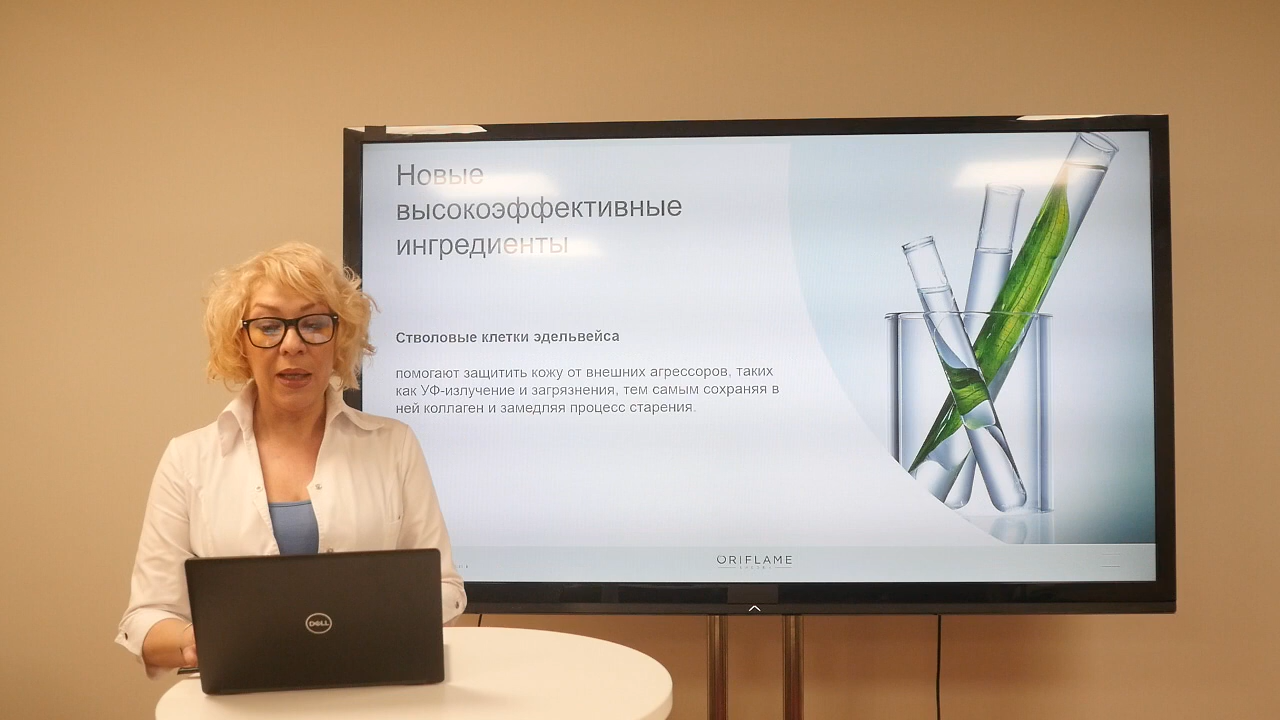 Новые
высокоэффективные
ингредиенты
Стволовые клетки эдельвейса
помогают защитить кожу от внешних агрессоров, таких
как УФ-излучение и загрязнения, тем самым сохраняя в
ней коллаген и замедляя процесс старения.
ORIFLAME
SWEDEN
DELL